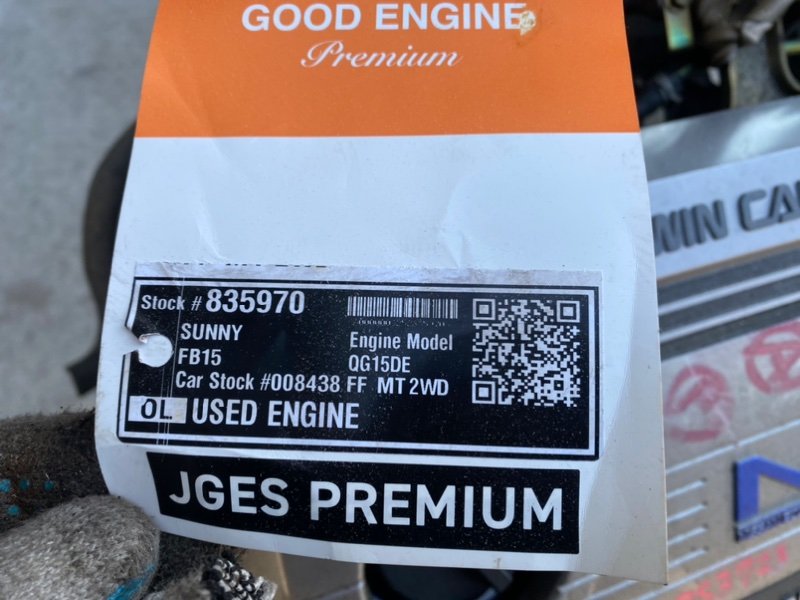 GOOD ENGINE
Premium
Stock # 835970
SUNNY
FB15
Engine Model
QG15DE
Car Stock #008438 FF MT 2WD
OL USED ENGINE
JGES PREMIUM
WIN CA